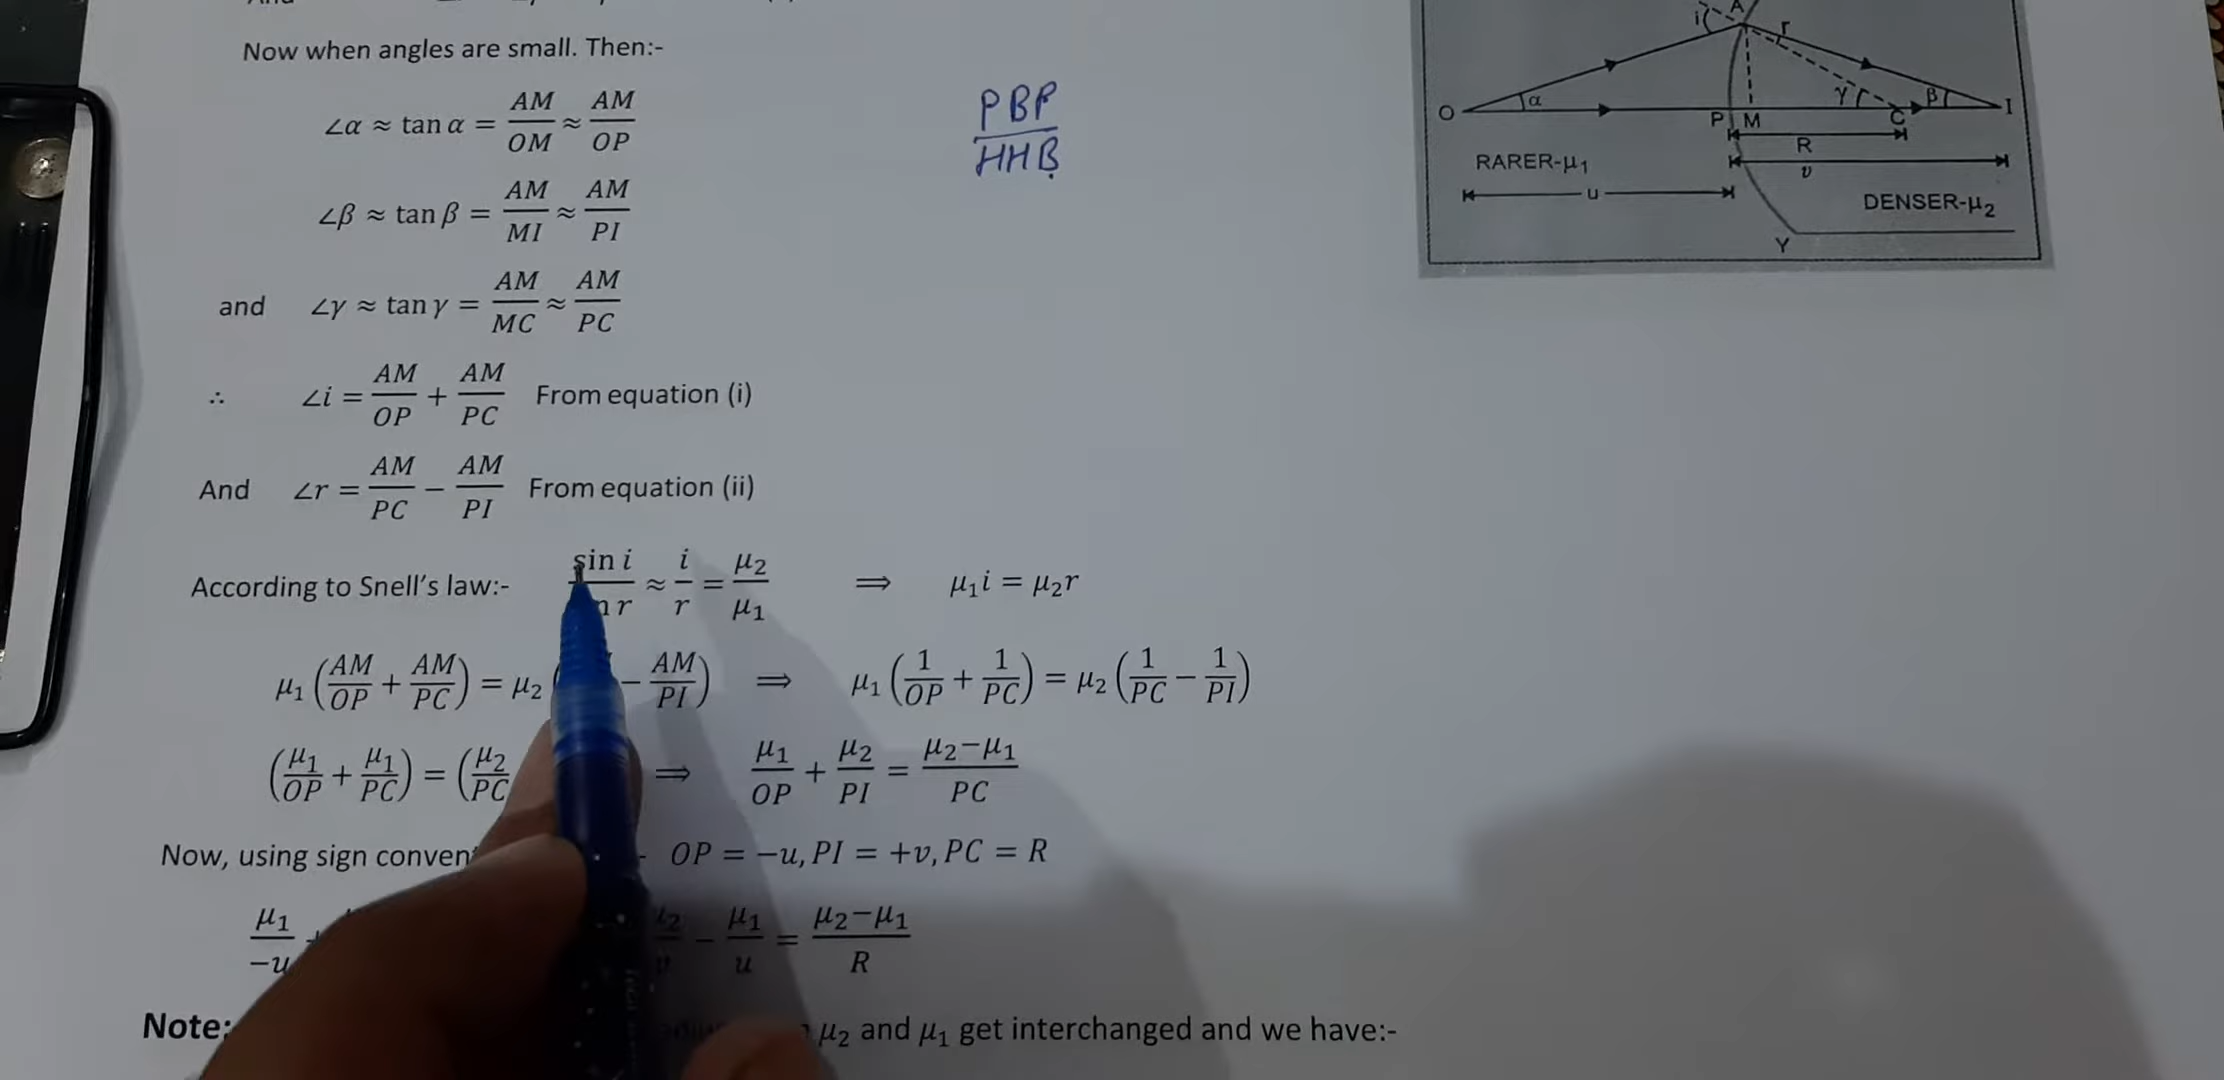 Now when angles are small. Then:-
∠α ≈ tan α = AM/OM ≈ AM/OP
∠β ≈ tan β = AM/MI ≈ AM/PI
and ∠γ ≈ tan γ = AM/MC ≈ AM/PC
∴ ∠i = AM/OP + AM/PC From equation (i)
And ∠r = AM/PC − AM/PI From equation (ii)
According to Snell's law:- sin i / r ≈ i/r = μ₂/μ₁ ⟹ μ₁i = μ₂r
μ₁(AM/OP + AM/PC) = μ₂( − AM/PI) ⟹ μ₁(1/OP + 1/PC) = μ₂(1/PC − 1/PI)
(μ₁/OP + μ₁/PC) = (μ₂/PC ⟹ μ₁/OP + μ₂/PI = μ₂−μ₁/PC
Now, using sign OP = −u, PI = +v, PC = R
μ₁/−u − μ₁/u = μ₂−μ₁/R
Note: μ₂ and μ₁ get interchanged and we have:-
PBP
HHB
i A r
O α γ β I
P M C
R
RARER-μ₁ v
u DENSER-μ₂
Y